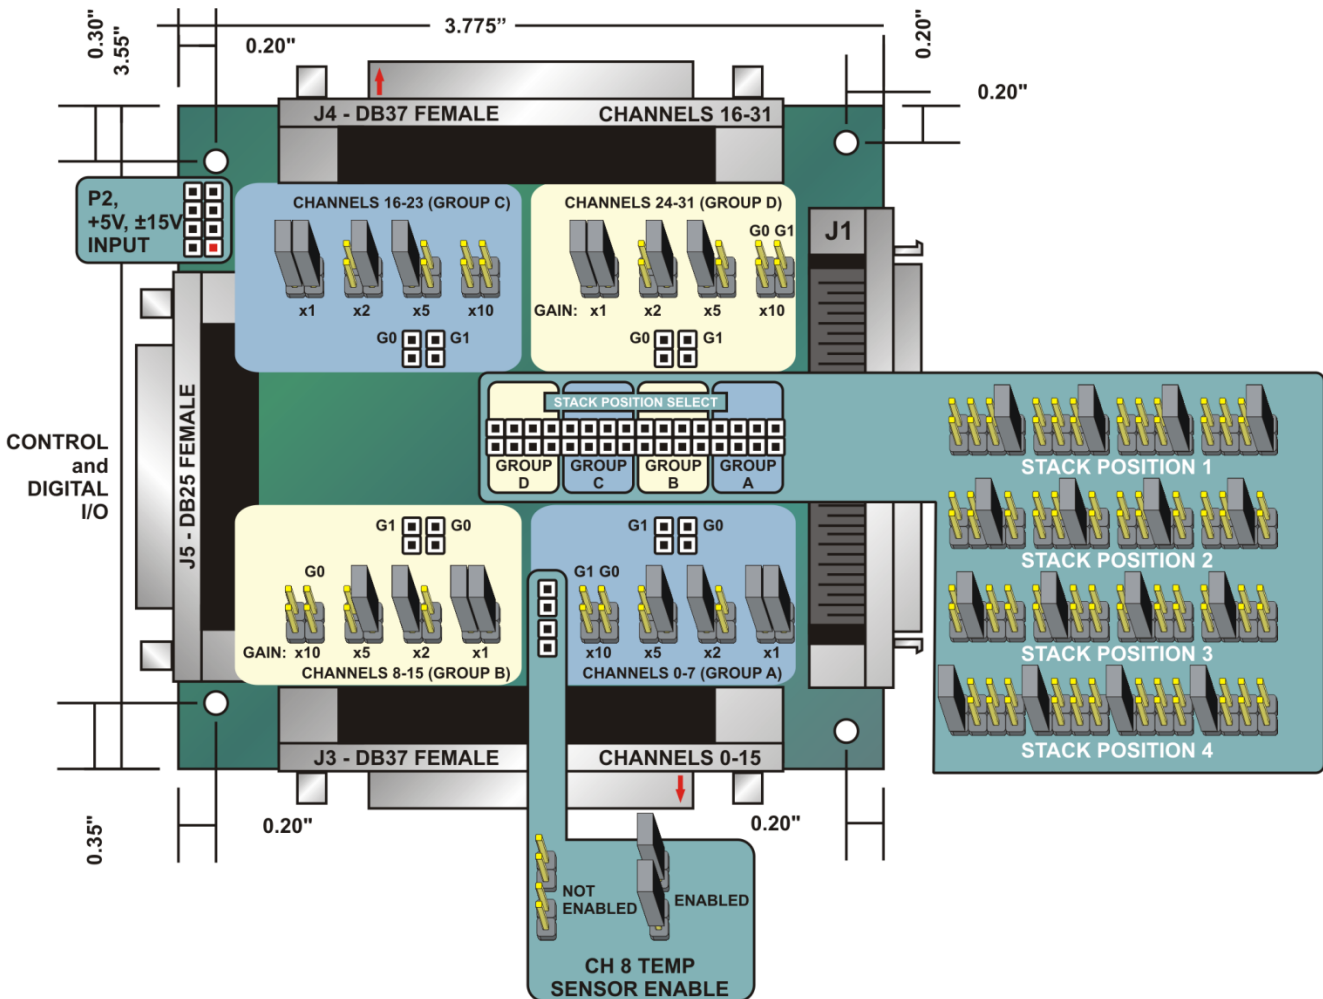 0.30"
3.55"
0.20"
3.775”
0.20"
0.20"
J4 - DB37 FEMALE
CHANNELS 16-31
P2,
+5V, ±15V
INPUT
CHANNELS 16-23 (GROUP C)
x1
x2
x5
x10
G0
G1
CHANNELS 24-31 (GROUP D)
G0 G1
GAIN:
x1
x2
x5
x10
G0
G1
J1
STACK POSITION SELECT
GROUP
D
GROUP
C
GROUP
B
GROUP
A
STACK POSITION 1
STACK POSITION 2
STACK POSITION 3
STACK POSITION 4
CONTROL
and
DIGITAL
I/O
J5 - DB25 FEMALE
G1
G0
G0
GAIN:
x10
x5
x2
x1
CHANNELS 8-15 (GROUP B)
G1
G0
G1 G0
x10
x5
x2
x1
CHANNELS 0-7 (GROUP A)
J3 - DB37 FEMALE
CHANNELS 0-15
0.35"
0.20"
0.20"
NOT
ENABLED
ENABLED
CH 8 TEMP
SENSOR ENABLE